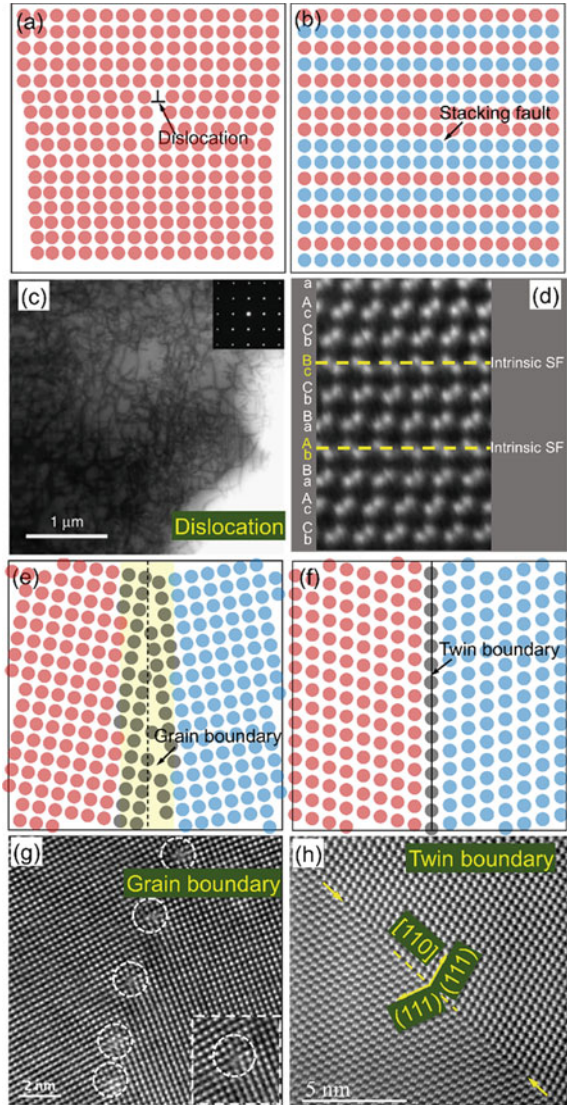 (a)
Dislocation
(b)
Stacking fault
(c)
1 μm
Dislocation
(d)
a
A
c
C
b
B
c
Intrinsic SF
C
b
B
a
A
b
Intrinsic SF
B
a
A
c
C
b
(e)
Grain boundary
(f)
Twin boundary
(g)
Grain boundary
2 nm
(h)
Twin boundary
[110]
(111)
(111)
5 nm